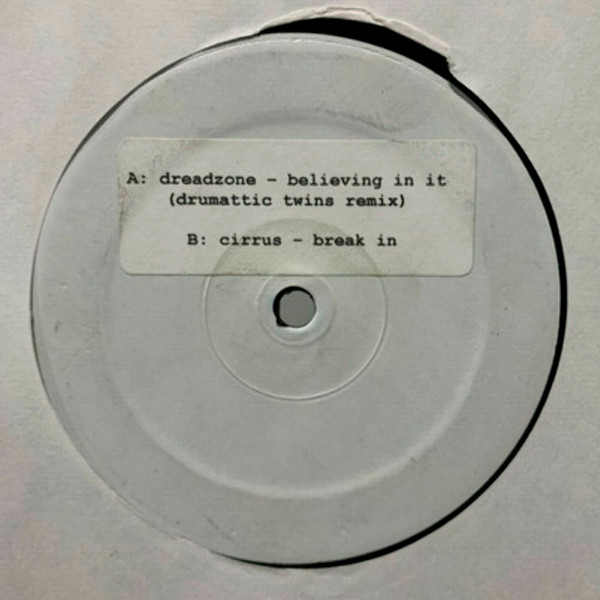 A: dreadzone - believing in it
(drumattic twins remix)
B: cirrus - break in